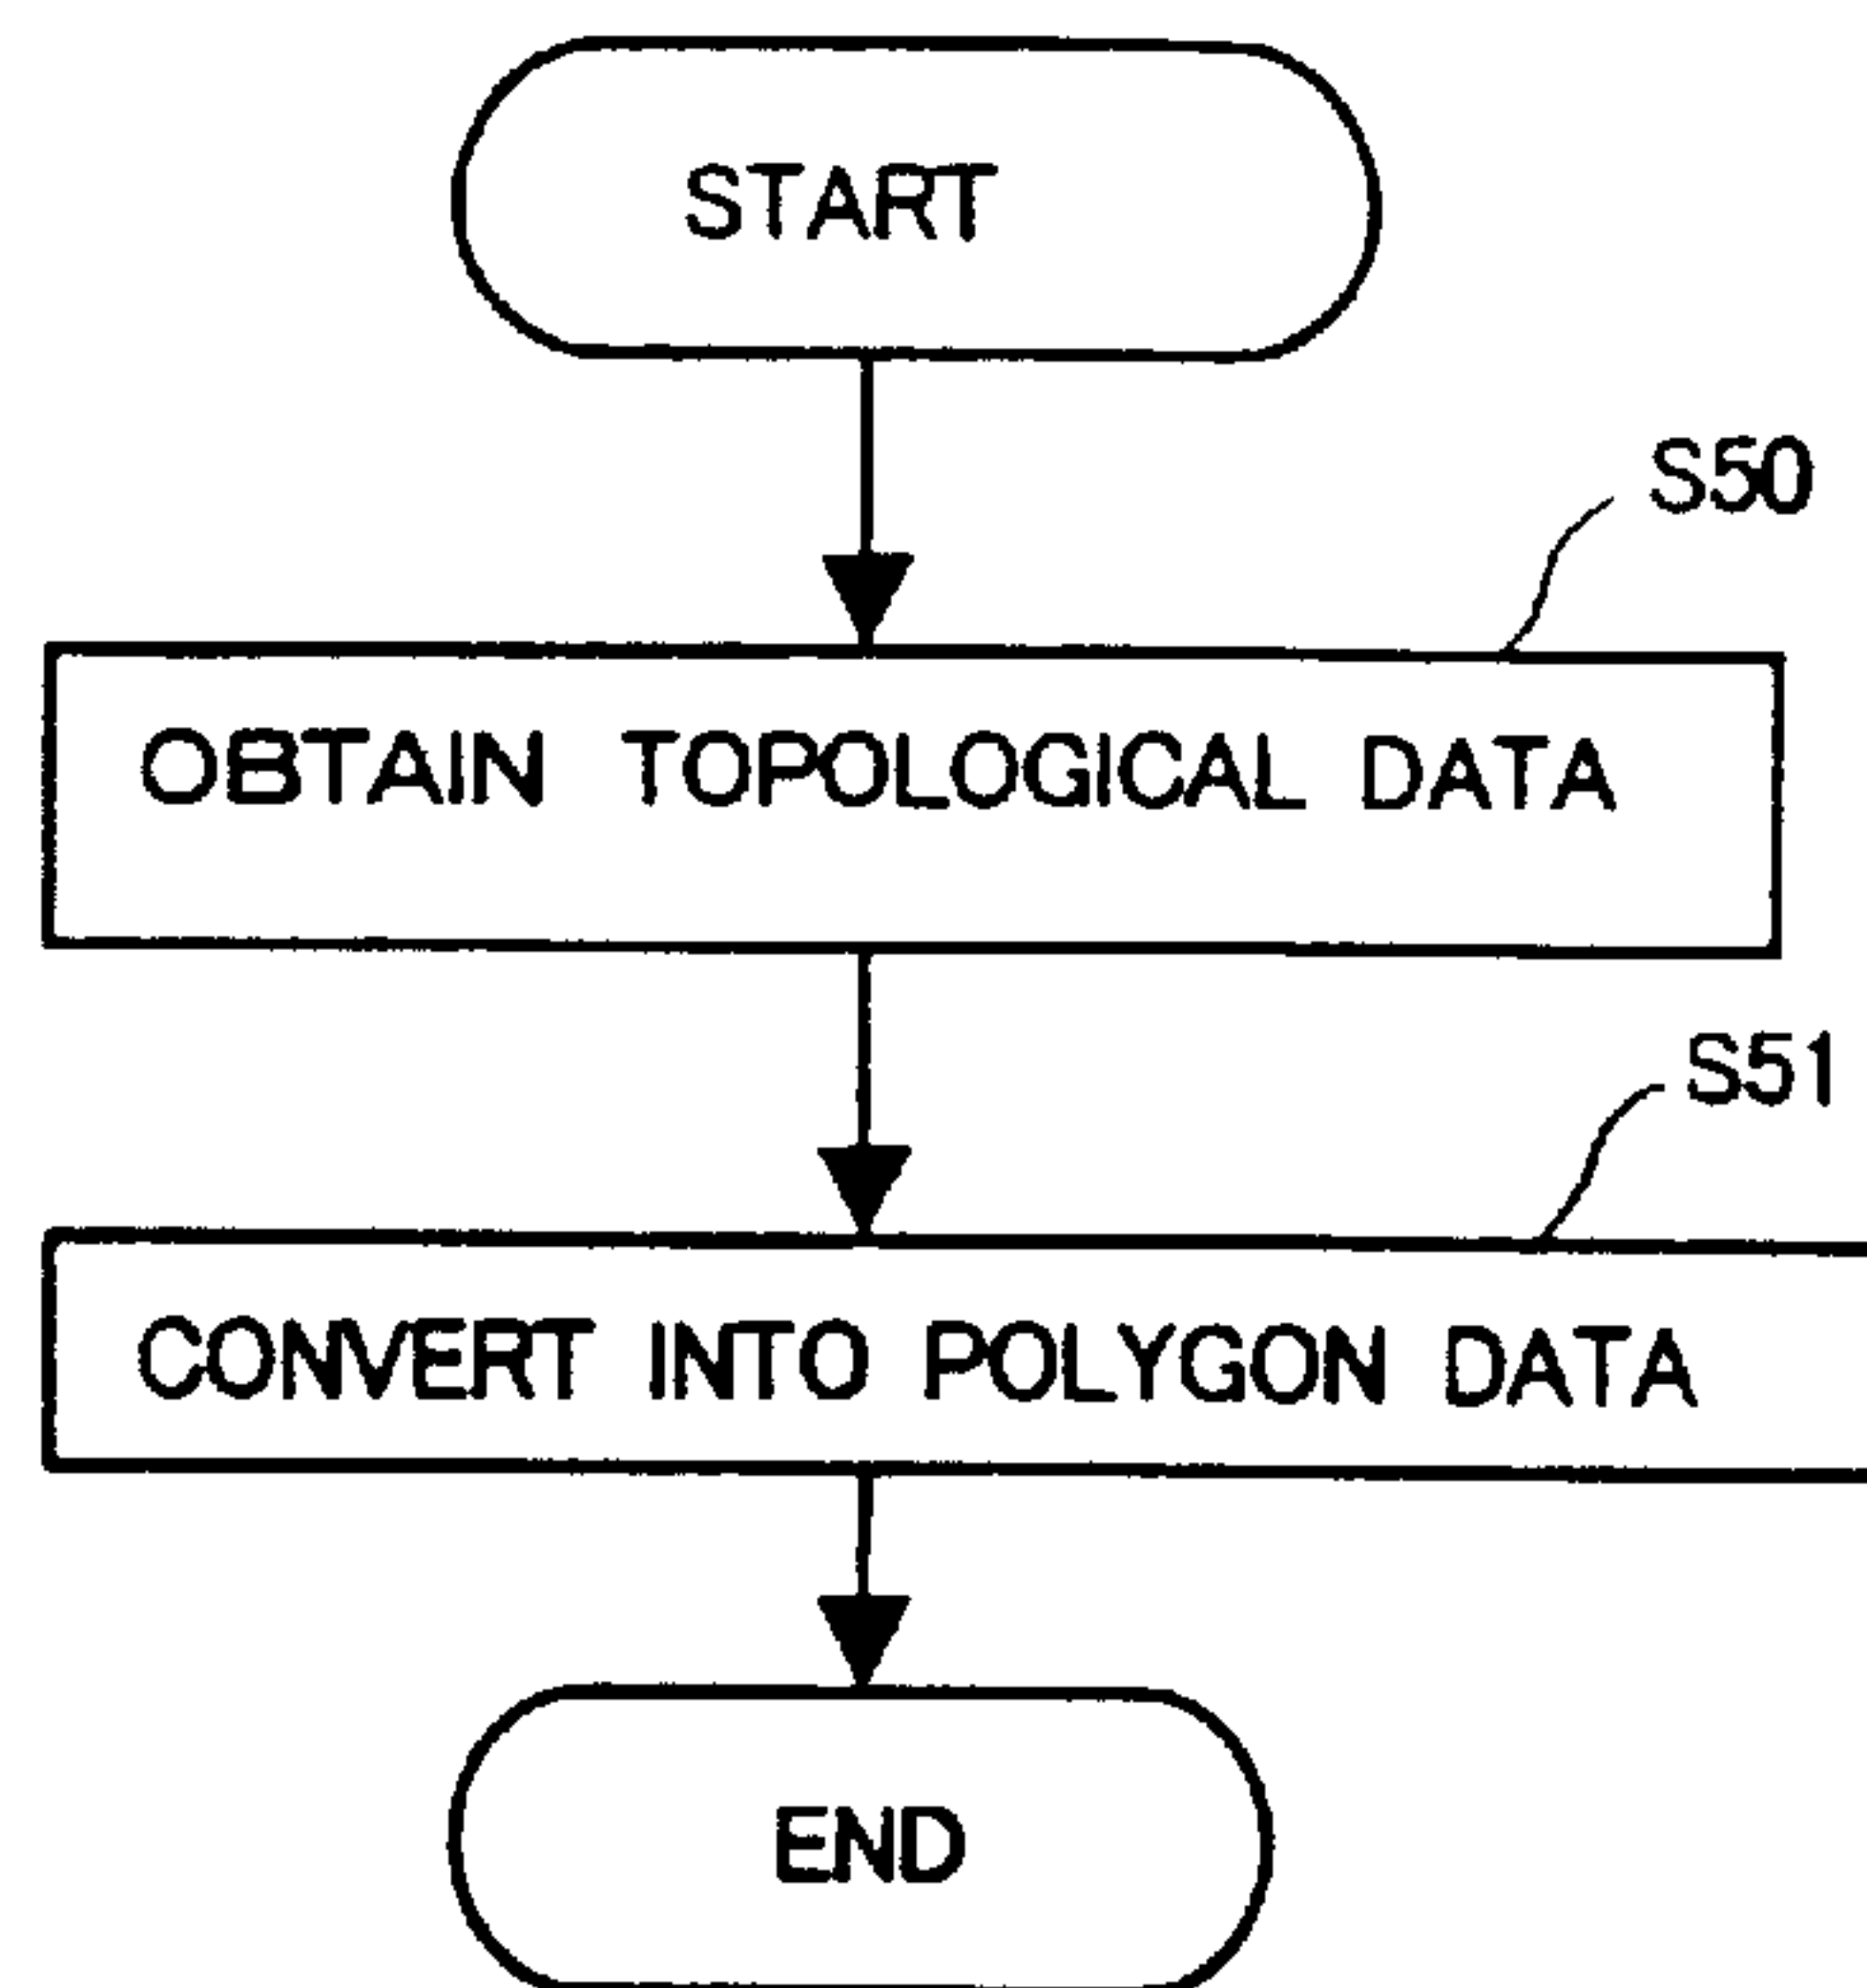 START
S50
OBTAIN TOPOLOGICAL DATA
S51
CONVERT INTO POLYGON DATA
END